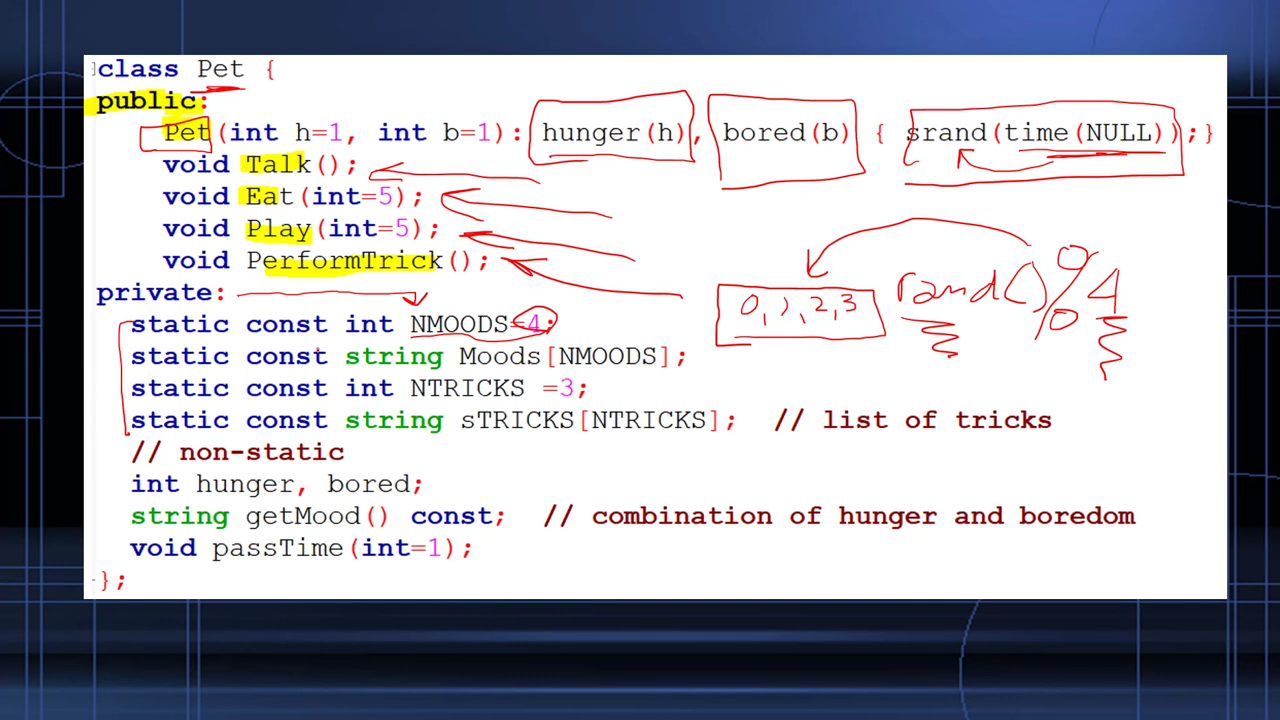 class Pet {
public:
Pet(int h=1, int b=1): hunger(h), bored(b) { srand(time(NULL));}
void Talk();
void Eat(int=5);
void Play(int=5);
void PerformTrick();
0, 1, 2, 3 rand() % 4
private:
static const int NMOODS=4;
static const string Moods[NMOODS];
static const int NTRICKS =3;
static const string sTRICKS[NTRICKS]; // list of tricks
// non-static
int hunger, bored;
string getMood() const; // combination of hunger and boredom
void passTime(int=1);
};